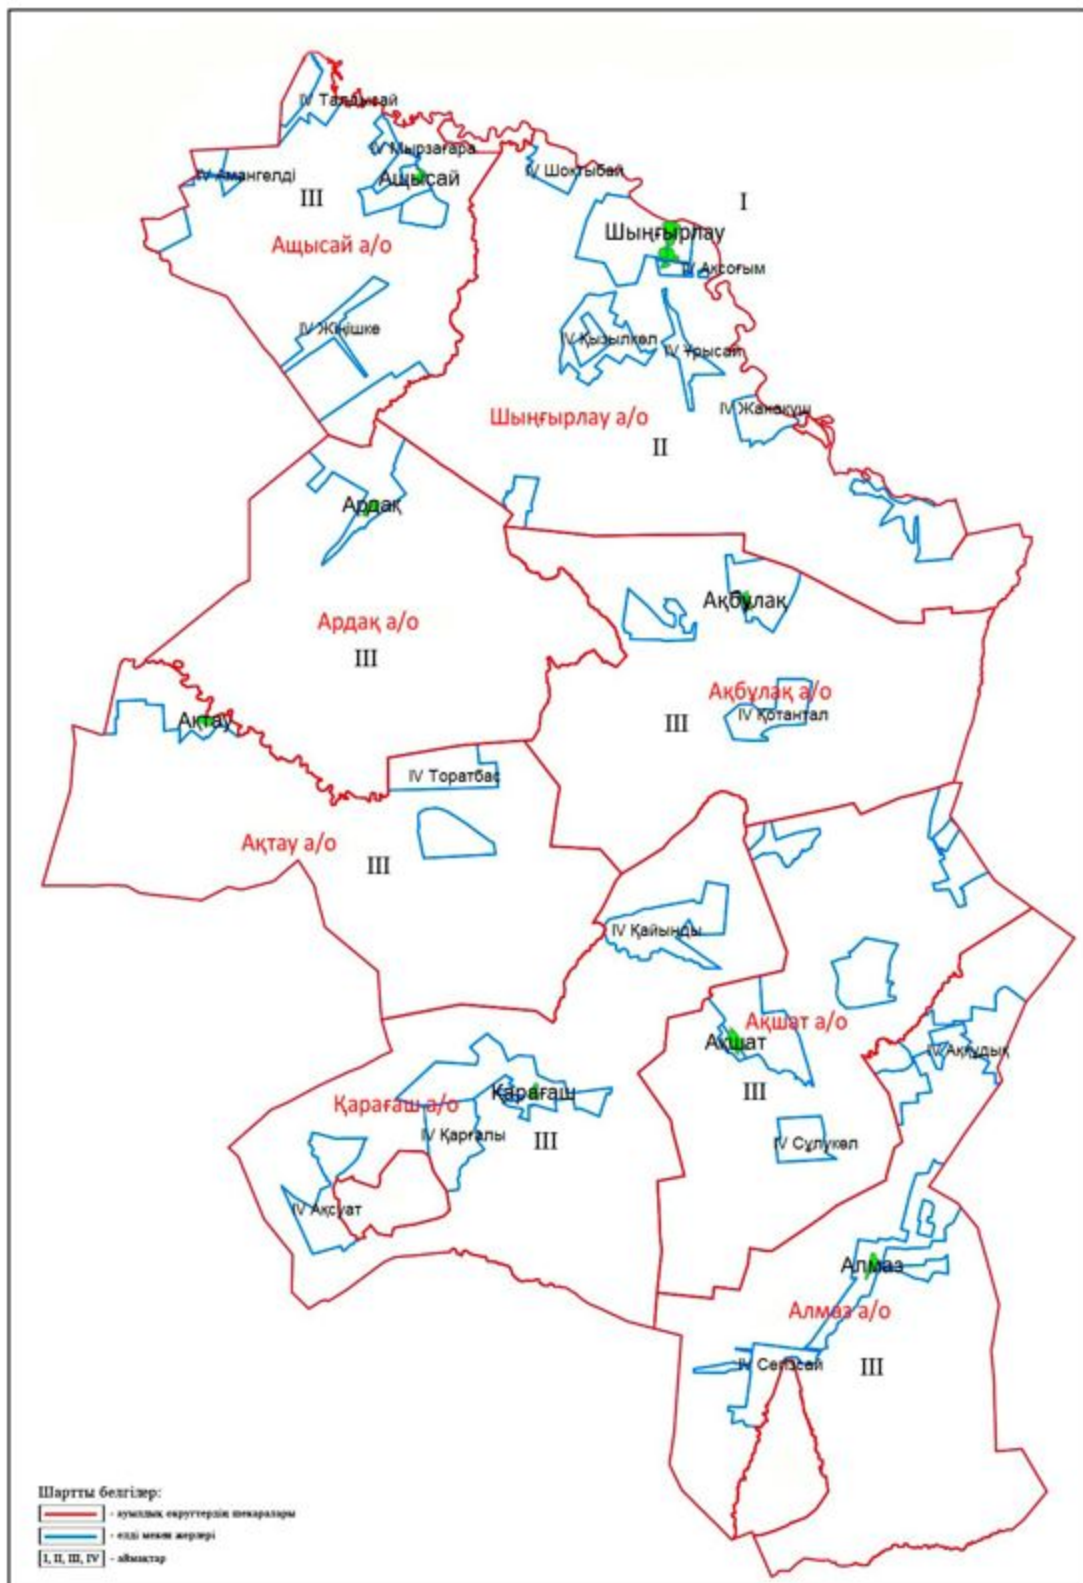 IV Талдысай
IV Мырзағара
IV Шоқтыбай
IV Амангелді
Ащысай
III
I
Шыңғырлау
Ащысай а/о
IV Ақсоғым
IV Жіңішке
IV Қызылкөл
IV Ұрысай
IV Жанакүш
Шыңғырлау а/о
II
Ардақ
Ақбұлақ
Ардақ а/о
III
Ақбұлақ а/о
IV Қотантал
Ақтау
III
IV Торатбас
Ақтау а/о
III
IV Қайынды
Ақшат а/о
Ақшат
IV Аққұдық
III
Қарағаш
Қарағаш а/о
IV Қарғалы
III
IV Сұлукөл
IV Ақсуат
Алмаз
Алмаз а/о
IV Сегізсай
III
Шартты белгілер:
- ауылдық округтердің шекаралары
- елді мекен жерлері
I, II, III, IV - аймақтар